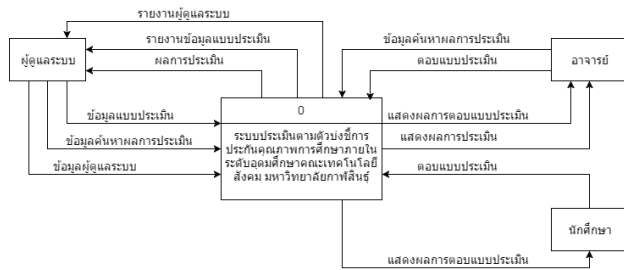 รายงานผู้ดูแลระบบ
รายงานข้อมูลแบบประเมิน
ผลการประเมิน
ผู้ดูแลระบบ
ข้อมูลแบบประเมิน
ข้อมูลค้นหาผลการประเมิน
ข้อมูลผู้ดูแลระบบ
0
ระบบประเมินตามตัวบ่งชี้การ
ประกันคุณภาพการศึกษาภายใน
ระดับอุดมศึกษาคณะเทคโนโลยี
สังคม มหาวิทยาลัยกาฬสินธุ์
ข้อมูลค้นหาผลการประเมิน
ตอบแบบประเมิน
อาจารย์
แสดงผลการตอบแบบประเมิน
แสดงผลการประเมิน
ตอบแบบประเมิน
นักศึกษา
แสดงผลการตอบแบบประเมิน